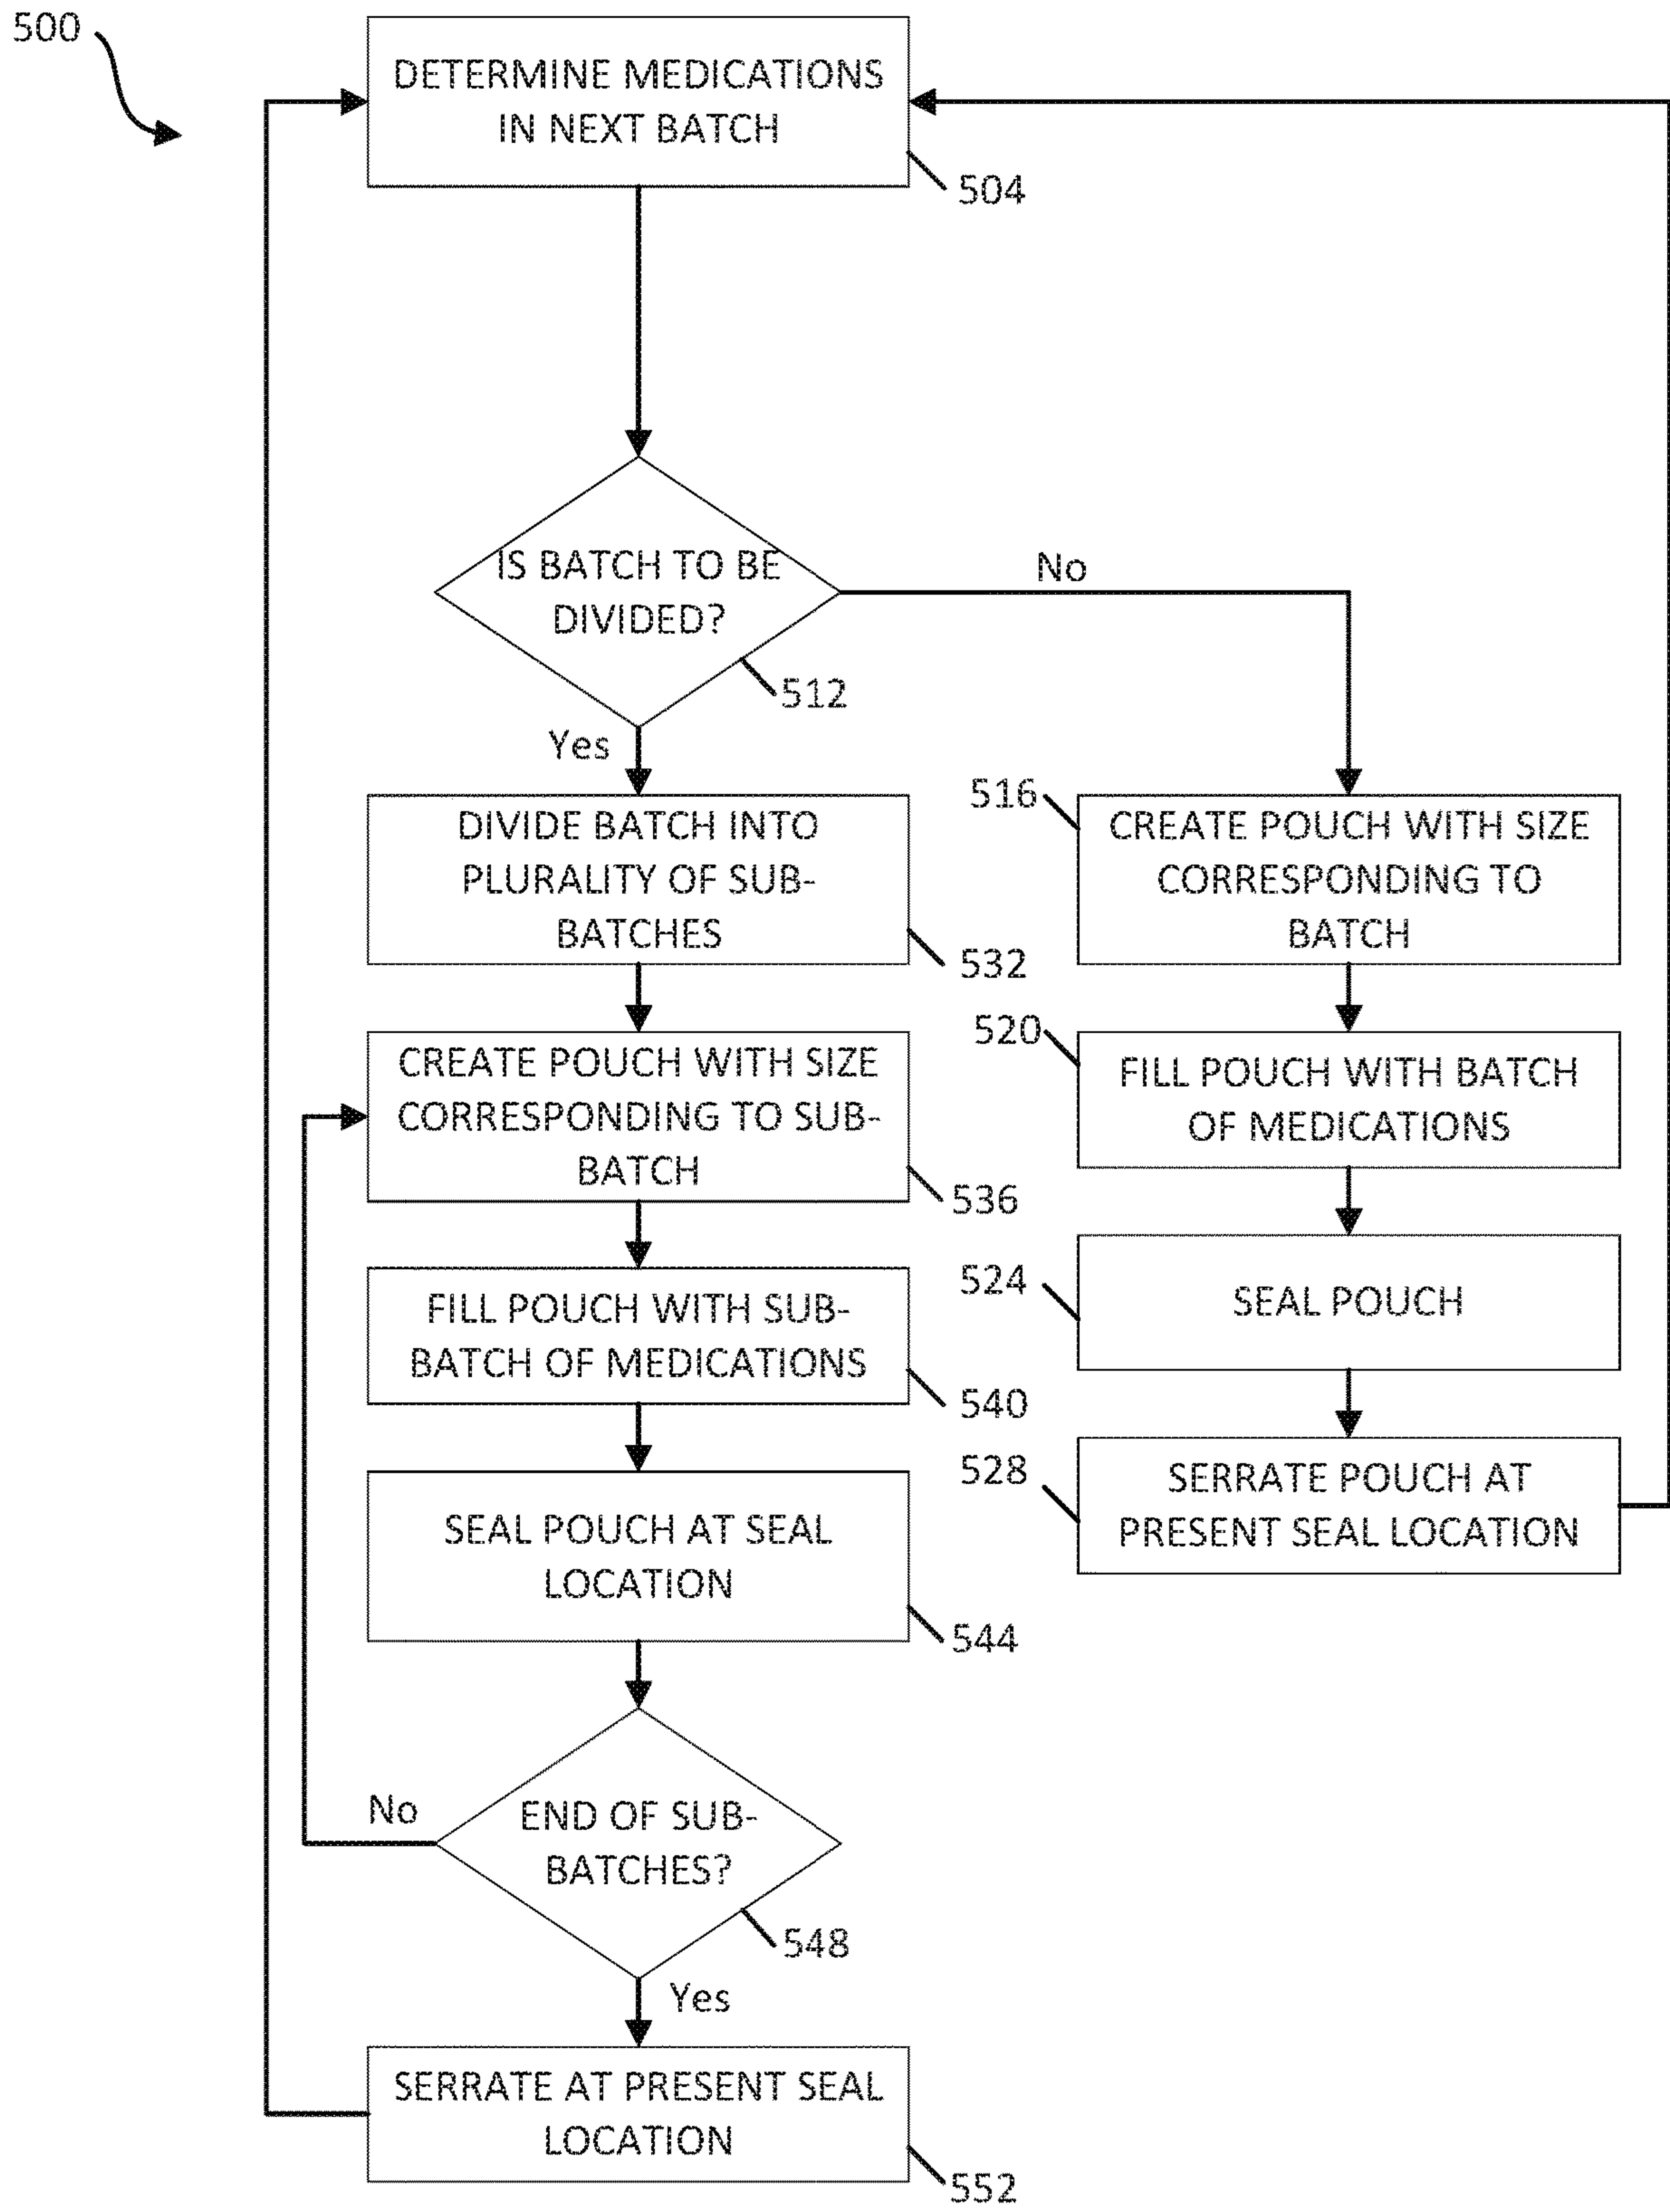 500
DETERMINE MEDICATIONS
IN NEXT BATCH
504
IS BATCH TO BE
DIVIDED?
512
No
Yes
DIVIDE BATCH INTO
PLURALITY OF SUB-
BATCHES
532
516
CREATE POUCH WITH SIZE
CORRESPONDING TO
BATCH
CREATE POUCH WITH SIZE
CORRESPONDING TO SUB-
BATCH
536
520
FILL POUCH WITH BATCH
OF MEDICATIONS
FILL POUCH WITH SUB-
BATCH OF MEDICATIONS
540
524
SEAL POUCH
SEAL POUCH AT SEAL
LOCATION
544
528
SERRATE POUCH AT
PRESENT SEAL LOCATION
No
END OF SUB-
BATCHES?
548
Yes
SERRATE AT PRESENT SEAL
LOCATION
552